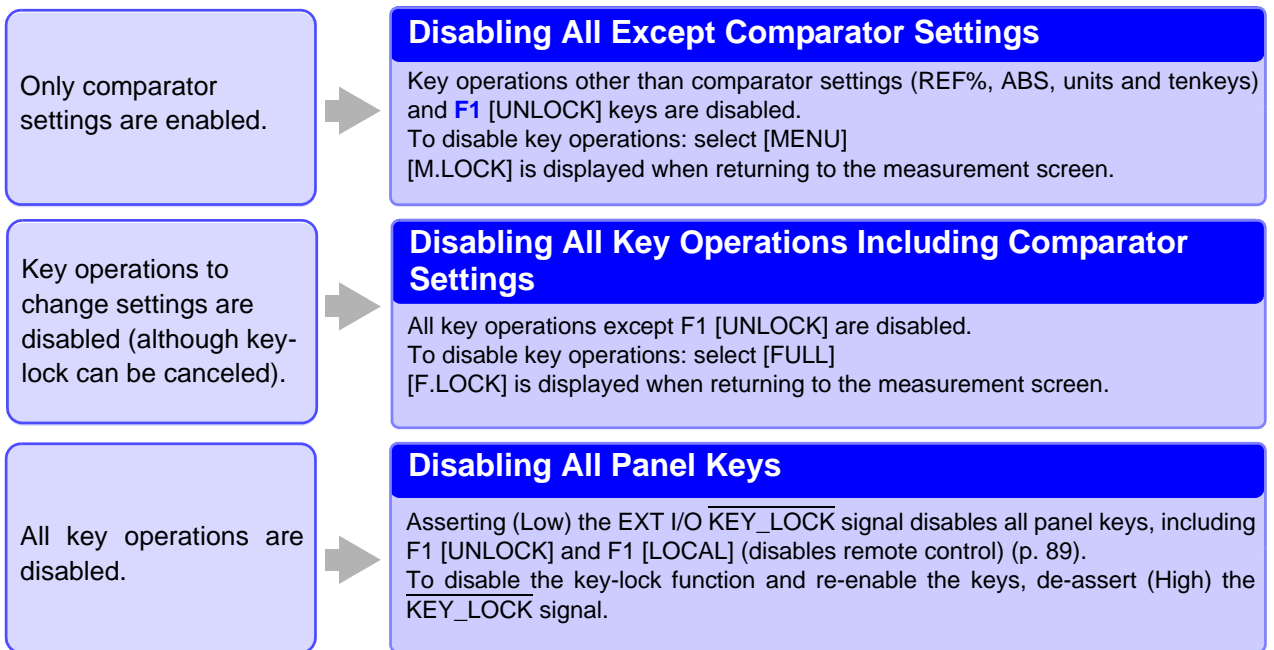 Only comparator
settings are enabled.
Disabling All Except Comparator Settings
Key operations other than comparator settings (REF%, ABS, units and tenkeys)
and F1 [UNLOCK] keys are disabled.
To disable key operations: select [MENU]
[M.LOCK] is displayed when returning to the measurement screen.
Key operations to
change settings are
disabled (although key-
lock can be canceled).
Disabling All Key Operations Including Comparator
Settings
All key operations except F1 [UNLOCK] are disabled.
To disable key operations: select [FULL]
[F.LOCK] is displayed when returning to the measurement screen.
All key operations are
disabled.
Disabling All Panel Keys
Asserting (Low) the EXT I/O KEY_LOCK signal disables all panel keys, including
F1 [UNLOCK] and F1 [LOCAL] (disables remote control) (p. 89).
To disable the key-lock function and re-enable the keys, de-assert (High) the
KEY_LOCK signal.